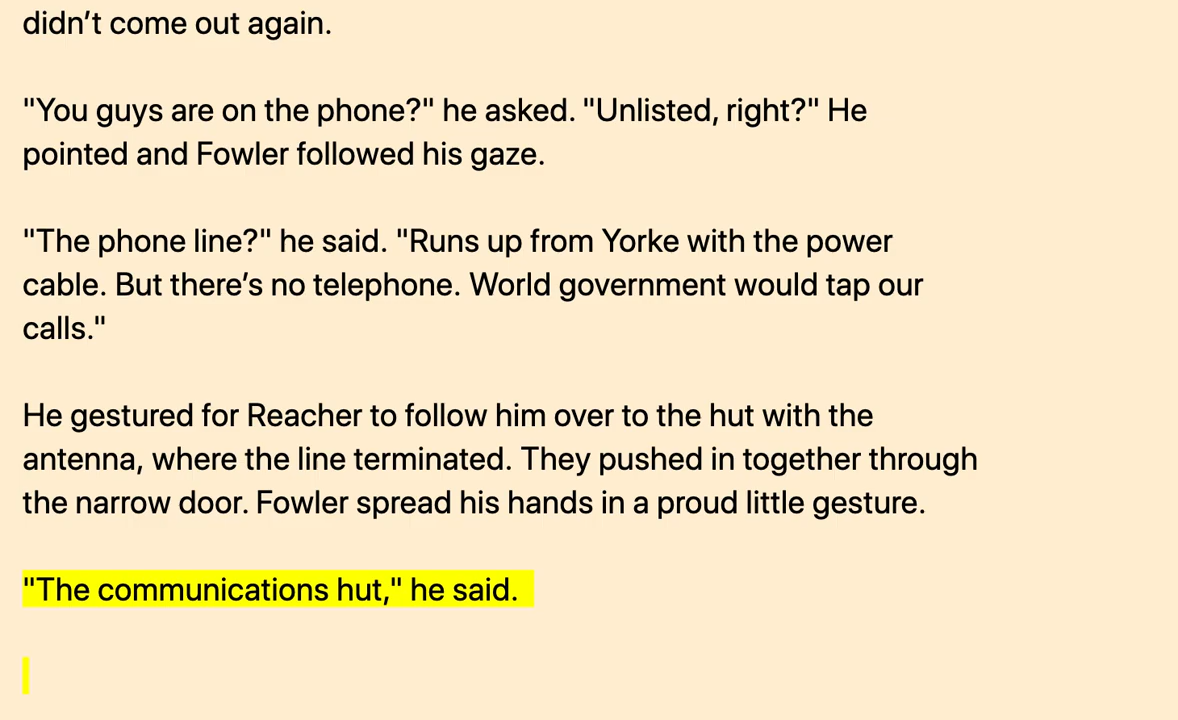 didn’t come out again.
"You guys are on the phone?" he asked. "Unlisted, right?" He
pointed and Fowler followed his gaze.
"The phone line?" he said. "Runs up from Yorke with the power
cable. But there’s no telephone. World government would tap our
calls."
He gestured for Reacher to follow him over to the hut with the
antenna, where the line terminated. They pushed in together through
the narrow door. Fowler spread his hands in a proud little gesture.
"The communications hut," he said.